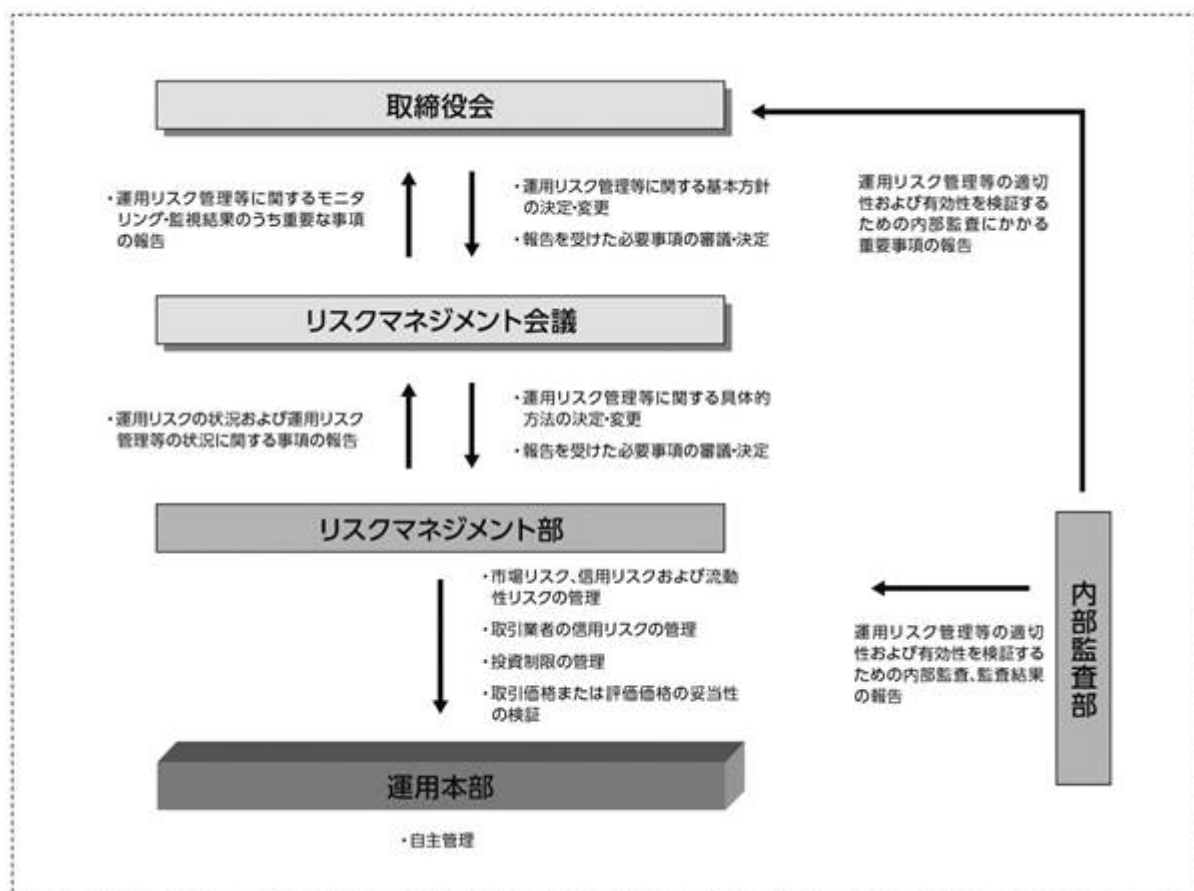 取締役会
・運用リスク管理等に関するモニタ
リング・監視結果のうち重要な事項
の報告
・運用リスク管理等に関する基本方針
の決定・変更
・報告を受けた必要事項の審議・決定
運用リスク管理等の適切
性および有効性を検証する
ための内部監査にかかる
重要事項の報告
リスクマネジメント会議
・運用リスクの状況および運用リスク
管理等の状況に関する事項の報告
・運用リスク管理等に関する具体的
方法の決定・変更
・報告を受けた必要事項の審議・決定
リスクマネジメント部
・市場リスク、信用リスクおよび流動
性リスクの管理
・取引業者の信用リスクの管理
・投資制限の管理
・取引価格または評価価格の妥当性
の検証
運用リスク管理等の適切
性および有効性を検証する
ための内部監査、監査結果
の報告
内部監査部
運用本部
・自主管理